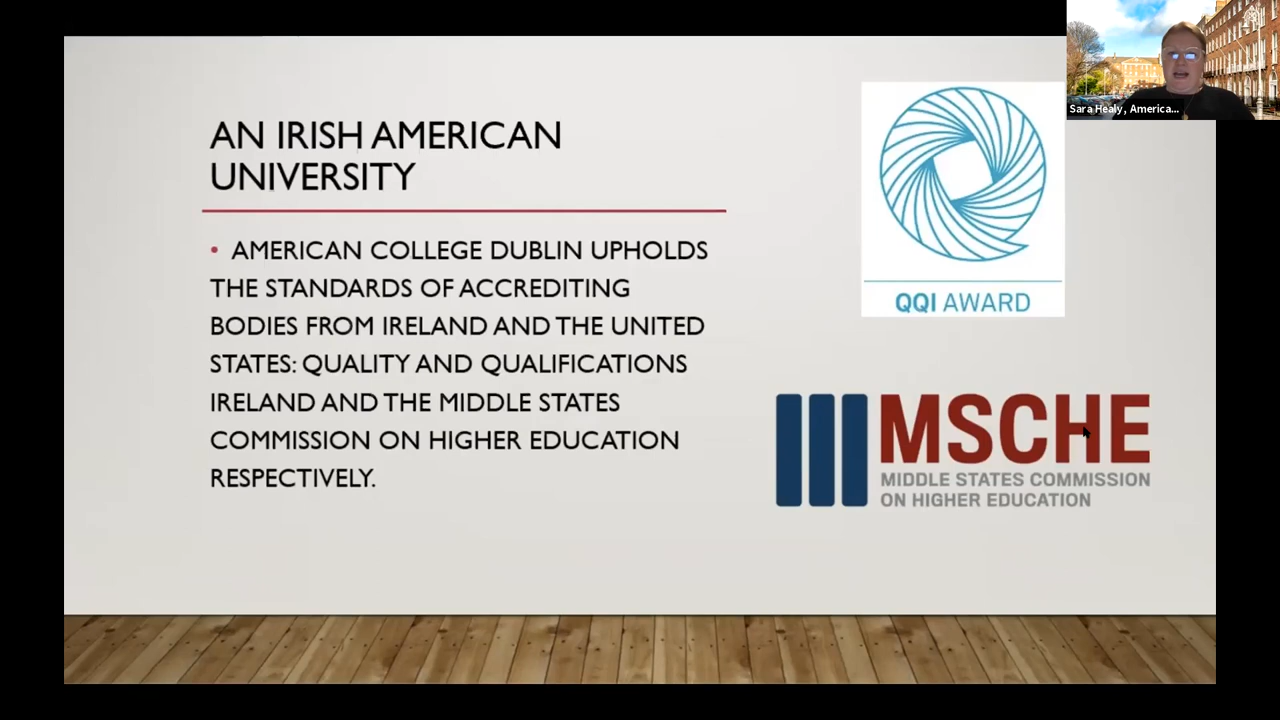 AN IRISH AMERICAN
UNIVERSITY
• AMERICAN COLLEGE DUBLIN UPHOLDS
THE STANDARDS OF ACCREDITING
BODIES FROM IRELAND AND THE UNITED
STATES: QUALITY AND QUALIFICATIONS
IRELAND AND THE MIDDLE STATES
COMMISSION ON HIGHER EDUCATION
RESPECTIVELY.
QQI AWARD
MSCHE
MIDDLE STATES COMMISSION
ON HIGHER EDUCATION
Sara Healy, America...